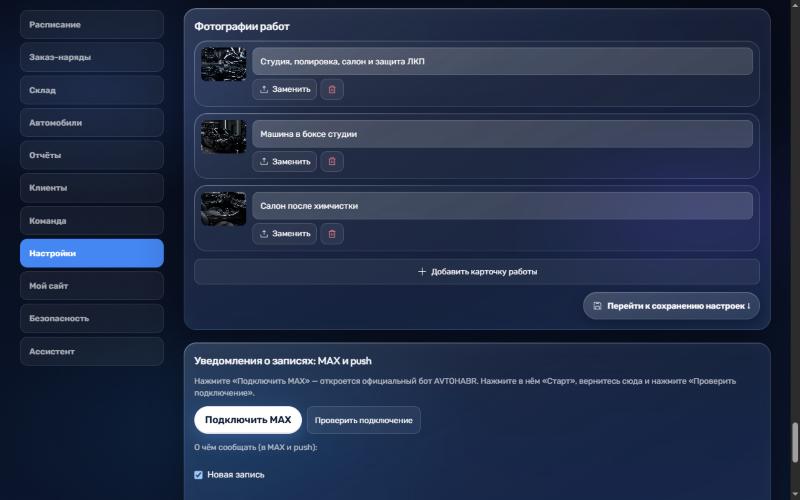 Расписание
Заказ-наряды
Склад
Автомобили
Отчёты
Клиенты
Команда
Настройки
Мой сайт
Безопасность
Ассистент
Фотографии работ
Студия, полировка, салон и защита ЛКП
Заменить
Машина в боксе студии
Заменить
Салон после химчистки
Заменить
+ Добавить карточку работы
Перейти к сохранению настроек ↓
Уведомления о записях: MAX и push
Нажмите «Подключить MAX» — откроется официальный бот AVTOHABR. Нажмите в нём «Старт», вернитесь сюда и нажмите «Проверить
подключение».
Подключить MAX
Проверить подключение
О чём сообщать (в MAX и push):
Новая запись